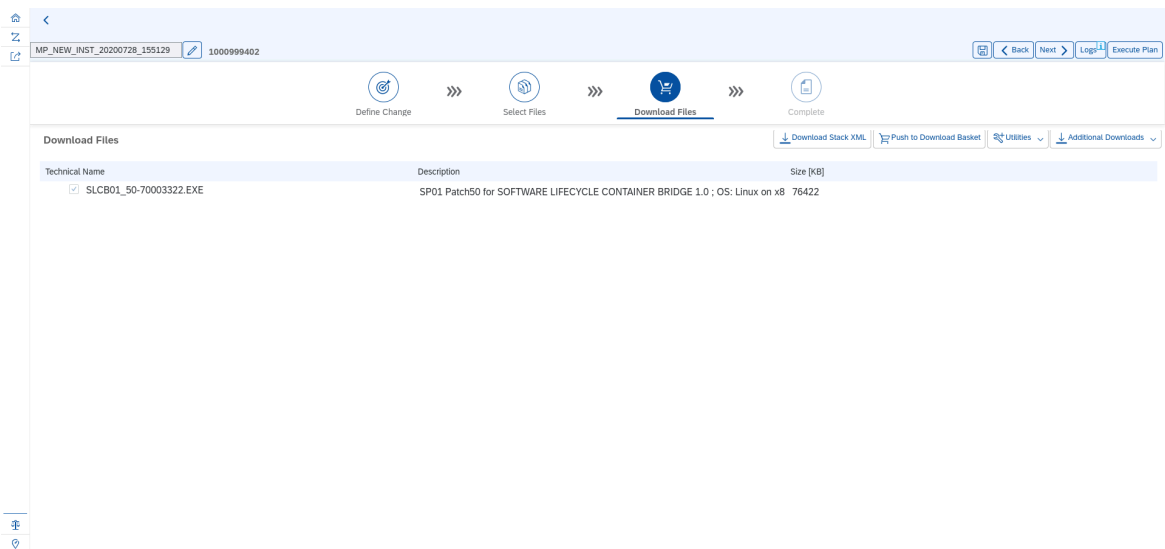 MP_NEW_INST_20200728_155129 1000999402 Back Next Logs Execute Plan
Define Change Select Files Download Files Complete
Download Files Download Stack XML Push to Download Basket Utilities Additional Downloads
Technical Name Description Size [KB]
SLCB01_50-70003322.EXE SP01 Patch50 for SOFTWARE LIFECYCLE CONTAINER BRIDGE 1.0 ; OS: Linux on x8 76422